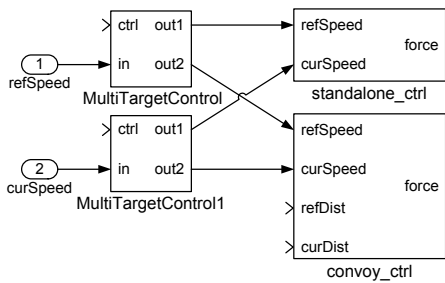 ctrl out1
1
in out2
refSpeed
MultiTargetControl
refSpeed
force
curSpeed
standalone_ctrl
ctrl out1
2
in out2
curSpeed
MultiTargetControl1
refSpeed
curSpeed
force
refDist
curDist
convoy_ctrl